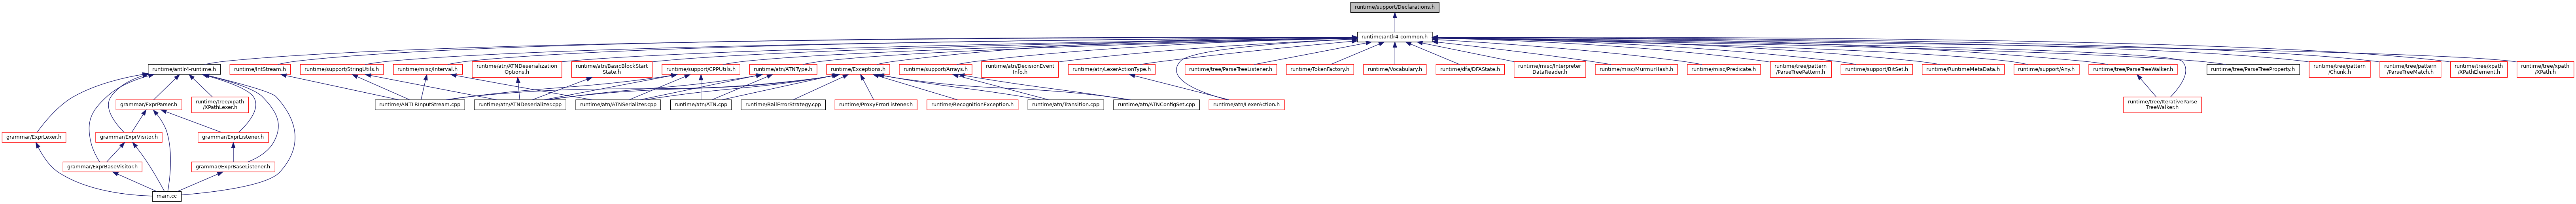 runtime/support/Declarations.h
runtime/antlr4-common.h
runtime/antlr4-runtime.h
runtime/IntStream.h
runtime/support/StringUtils.h
runtime/misc/Interval.h
runtime/atn/ATNDeserialization
Options.h
runtime/atn/BasicBlockStart
State.h
runtime/support/CPPUtils.h
runtime/atn/ATNType.h
runtime/Exceptions.h
runtime/support/Arrays.h
runtime/atn/DecisionEvent
Info.h
runtime/atn/LexerActionType.h
runtime/tree/ParseTreeListener.h
runtime/TokenFactory.h
runtime/Vocabulary.h
runtime/dfa/DFAState.h
runtime/misc/Interpreter
DataReader.h
runtime/misc/MurmurHash.h
runtime/misc/Predicate.h
runtime/tree/pattern
/ParseTreePattern.h
runtime/support/BitSet.h
runtime/RuntimeMetaData.h
runtime/support/Any.h
runtime/tree/ParseTreeWalker.h
runtime/tree/ParseTreeProperty.h
runtime/tree/pattern
/Chunk.h
runtime/tree/pattern
/ParseTreeMatch.h
runtime/tree/xpath
/XPathElement.h
runtime/tree/xpath
/XPath.h
grammar/ExprParser.h
runtime/tree/xpath
/XPathLexer.h
runtime/ANTLRInputStream.cpp
runtime/atn/ATNDeserializer.cpp
runtime/atn/ATNSerializer.cpp
runtime/atn/ATN.cpp
runtime/BailErrorStrategy.cpp
runtime/ProxyErrorListener.h
runtime/RecognitionException.h
runtime/atn/Transition.cpp
runtime/atn/ATNConfigSet.cpp
runtime/atn/LexerAction.h
runtime/tree/IterativeParse
TreeWalker.h
grammar/ExprLexer.h
grammar/ExprVisitor.h
grammar/ExprListener.h
grammar/ExprBaseVisitor.h
grammar/ExprBaseListener.h
main.cc